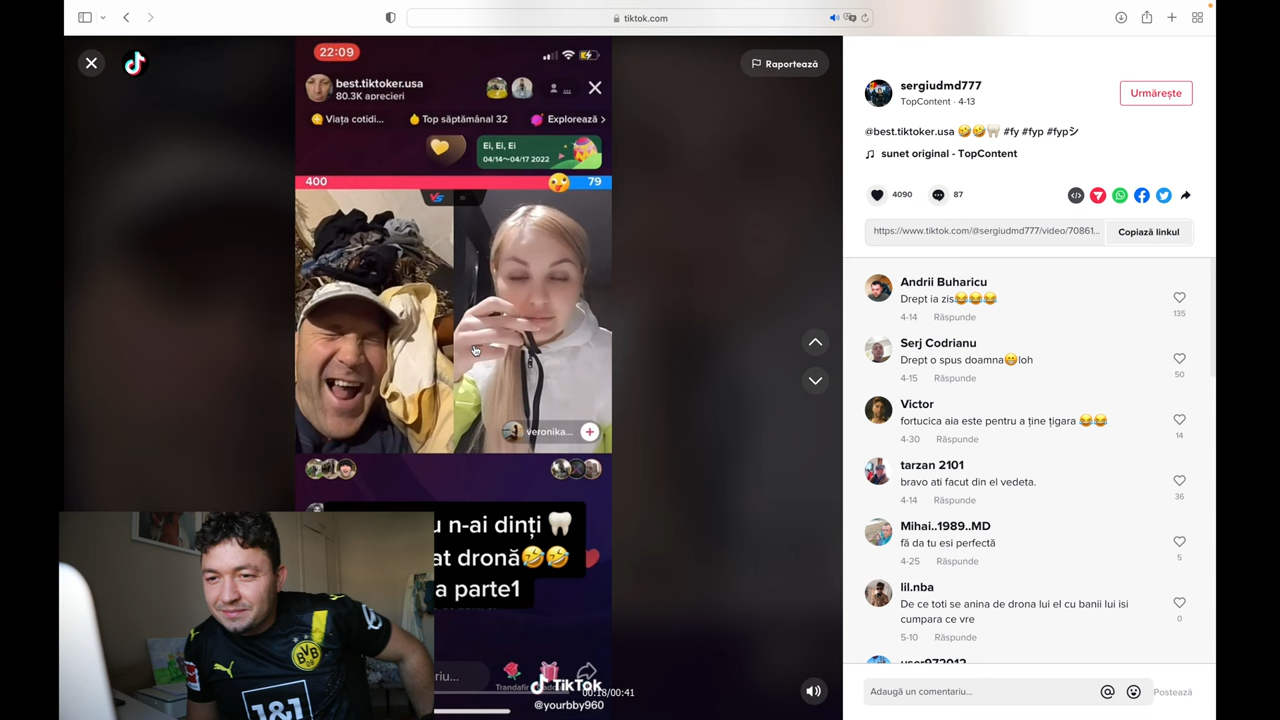 tiktok.com
22:09
Raportează
best.tiktoker.usa
80.3K aprecieri
...
Viața cotidi...
Top săptămânal 32
Explorează
Ei, Ei, Ei
04/14~04/17 2022
400
79
VS
veronika...
u n-ai dinți 🦷
at dronă🤣🤣
a parte1
iu...
Trandafir
TikTok
00:18/00:41
@yourbby960
BVB
09
1&1
sergiudmd777
TopContent · 4-13
Urmărește
@best.tiktoker.usa 🤣🤣🦷 #fy #fyp #fypシ
sunet original - TopContent
4090
87
https://www.tiktok.com/@sergiudmd777/video/70861...
Copiază linkul
Andrii Buharicu
Drept ia zis😂😂😂
4-14 Răspunde
135
Serj Codrianu
Drept o spus doamna😁loh
4-15 Răspunde
50
Victor
fortucica aia este pentru a ține țigara 😂😂
4-30 Răspunde
14
tarzan 2101
bravo ati facut din el vedeta.
4-14 Răspunde
36
Mihai..1989..MD
fă da tu esi perfectă
4-25 Răspunde
5
lil.nba
De ce toti se anina de drona lui el cu banii lui isi
cumpara ce vre
5-10 Răspunde
0
user972012
Adaugă un comentariu...
Postează